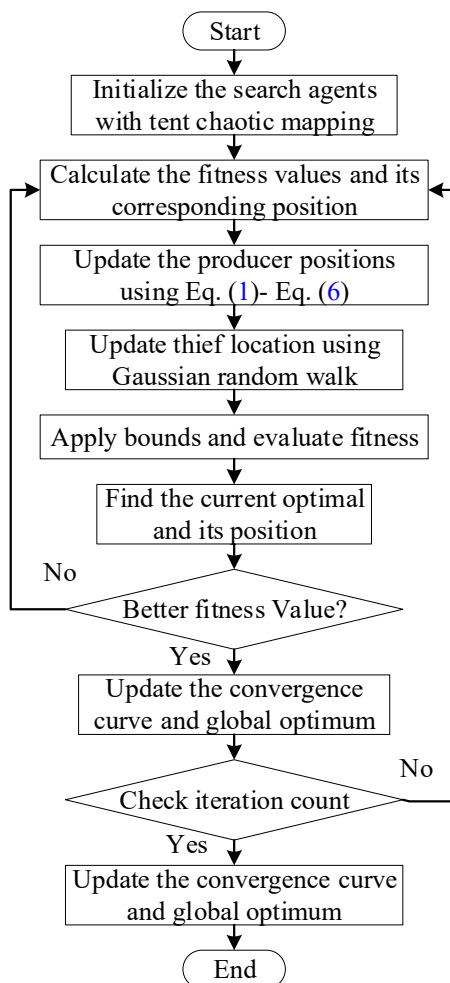 Start
Initialize the search agents
with tent chaotic mapping
Calculate the fitness values and its
corresponding position
Update the producer positions
using Eq. (1)- Eq. (6)
Update thief location using
Gaussian random walk
Apply bounds and evaluate fitness
Find the current optimal
and its position
No
Better fitness Value?
Yes
Update the convergence
curve and global optimum
No
Check iteration count
Yes
Update the convergence curve
and global optimum
End